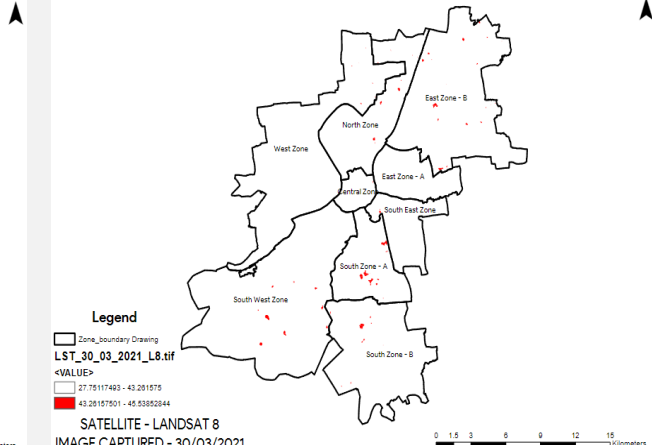 East Zone - B
North Zone
West Zone
East Zone - A
Central Zone
South East Zone
South Zone - A
South West Zone
South Zone - B
Legend
Zone_boundary Drawing
LST_30_03_2021_L8.tif
<VALUE>
27.75117493 - 43.261575
43.26157501 - 45.53852844
SATELLITE - LANDSAT 8
IMAGE CAPTURED - 30/03/2021
0 1.5 3 6 9 12 15
Kilometers